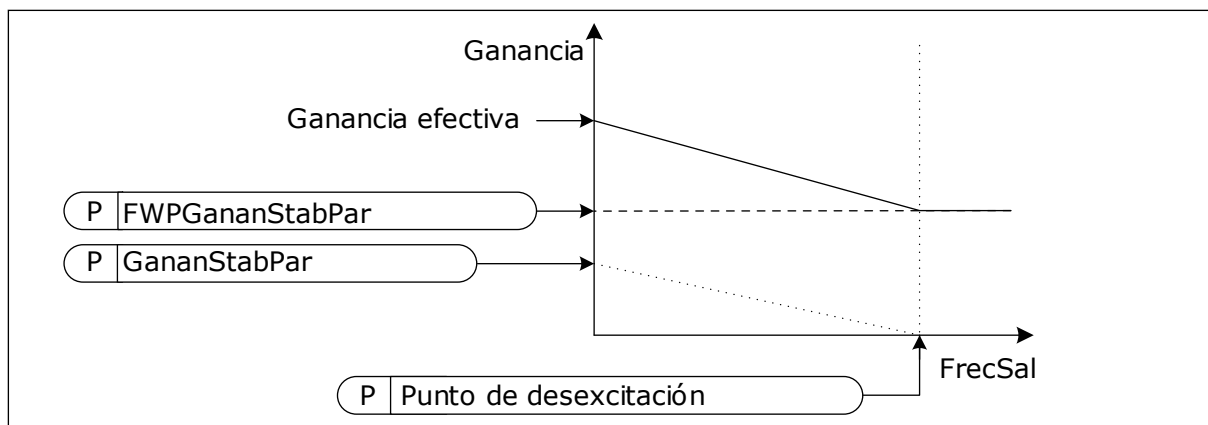 Ganancia
Ganancia efectiva
P FWPGananStabPar
P GananStabPar
FrecSal
P Punto de desexcitación